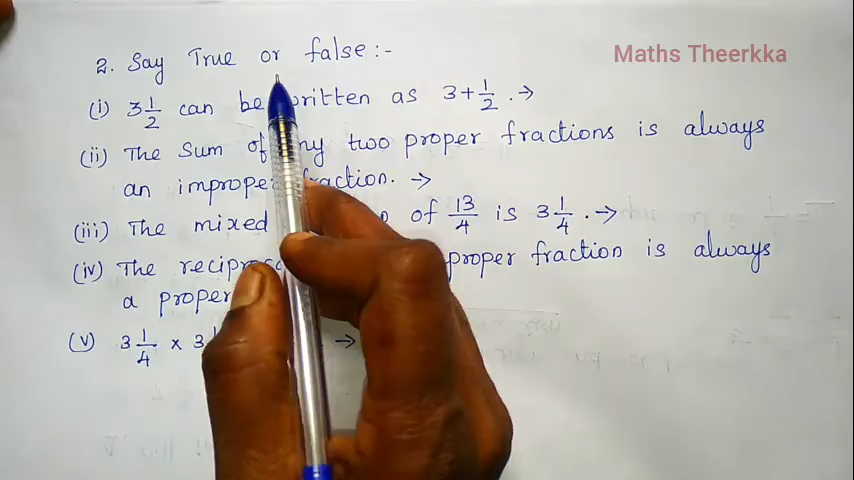 Maths Theerkka
2. Say True or false:-
(i) 3 1/2 can be written as 3+1/2. →
(ii) The Sum of any two proper fractions is always
an improper fraction. →
(iii) The mixed of 13/4 is 3 1/4. →
(iv) The proper fraction is always
a proper
(v) 3 1/4 × 3 →